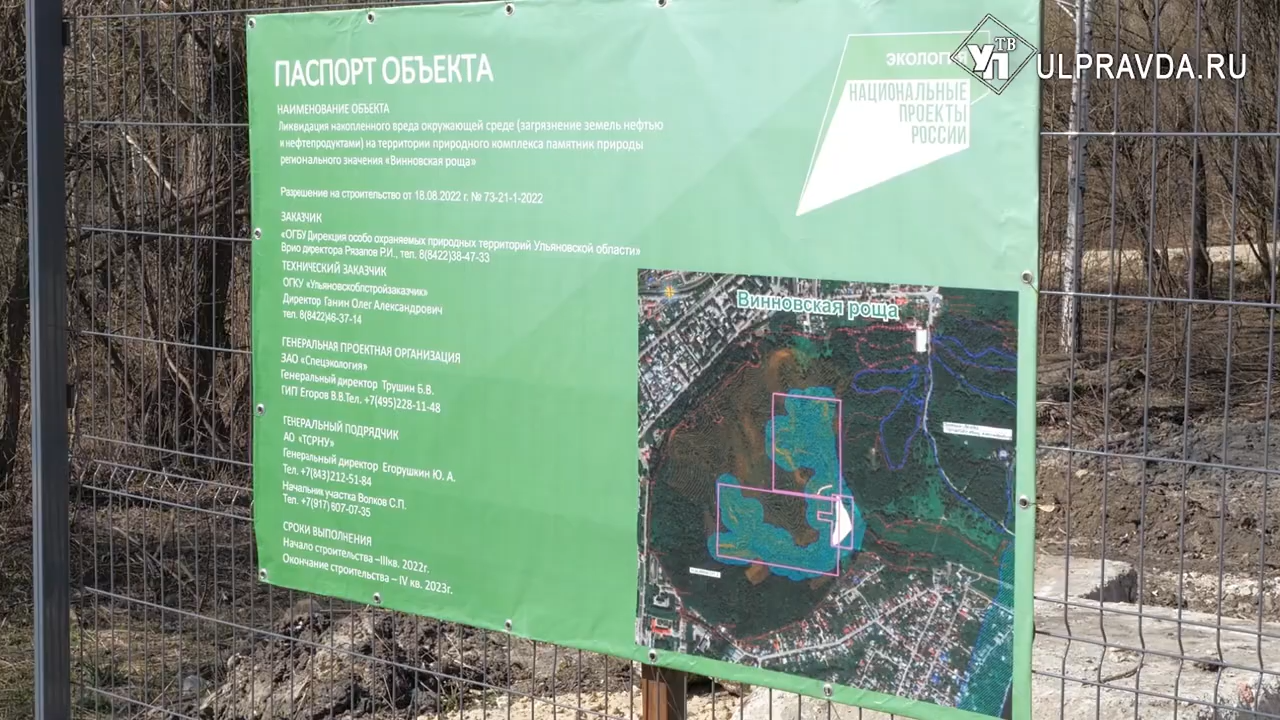 ПАСПОРТ ОБЪЕКТА
НАИМЕНОВАНИЕ ОБЪЕКТА
Ликвидация накопленного вреда окружающей среде (загрязнение земель нефтью
и нефтепродуктами) на территории природного комплекса памятник природы
регионального значения «Винновская роща»
Разрешение на строительство от 18.08.2022 г. № 73-21-1-2022
ЗАКАЗЧИК
«ОГБУ Дирекция особо охраняемых природных территорий Ульяновской области»
Врио директора Рязапов Р.И., тел. 8(8422)38-47-33
ТЕХНИЧЕСКИЙ ЗАКАЗЧИК
ОГКУ «Ульяновскоблстройзаказчик»
Директор Ганин Олег Александрович
тел. 8(8422)46-37-14
ГЕНЕРАЛЬНАЯ ПРОЕКТНАЯ ОРГАНИЗАЦИЯ
ЗАО «Спецэкология»
Генеральный директор Трушин Б.В.
ГИП Егоров В.В.Тел. +7(495)228-11-48
ГЕНЕРАЛЬНЫЙ ПОДРЯДЧИК
АО «ТСРНУ»
Генеральный директор Егорушкин Ю. А.
Тел. +7(843)212-51-84
Начальник участка Волков С.П.
Тел. +7(917)607-07-35
СРОКИ ВЫПОЛНЕНИЯ
Начало строительства –IIIкв. 2022г.
Окончание строительства – IV кв. 2023г.
ЭКОЛОГИЯ
НАЦИОНАЛЬНЫЕ
ПРОЕКТЫ
РОССИИ
Винновская роща
УП ТВ ULPRAVDA.RU